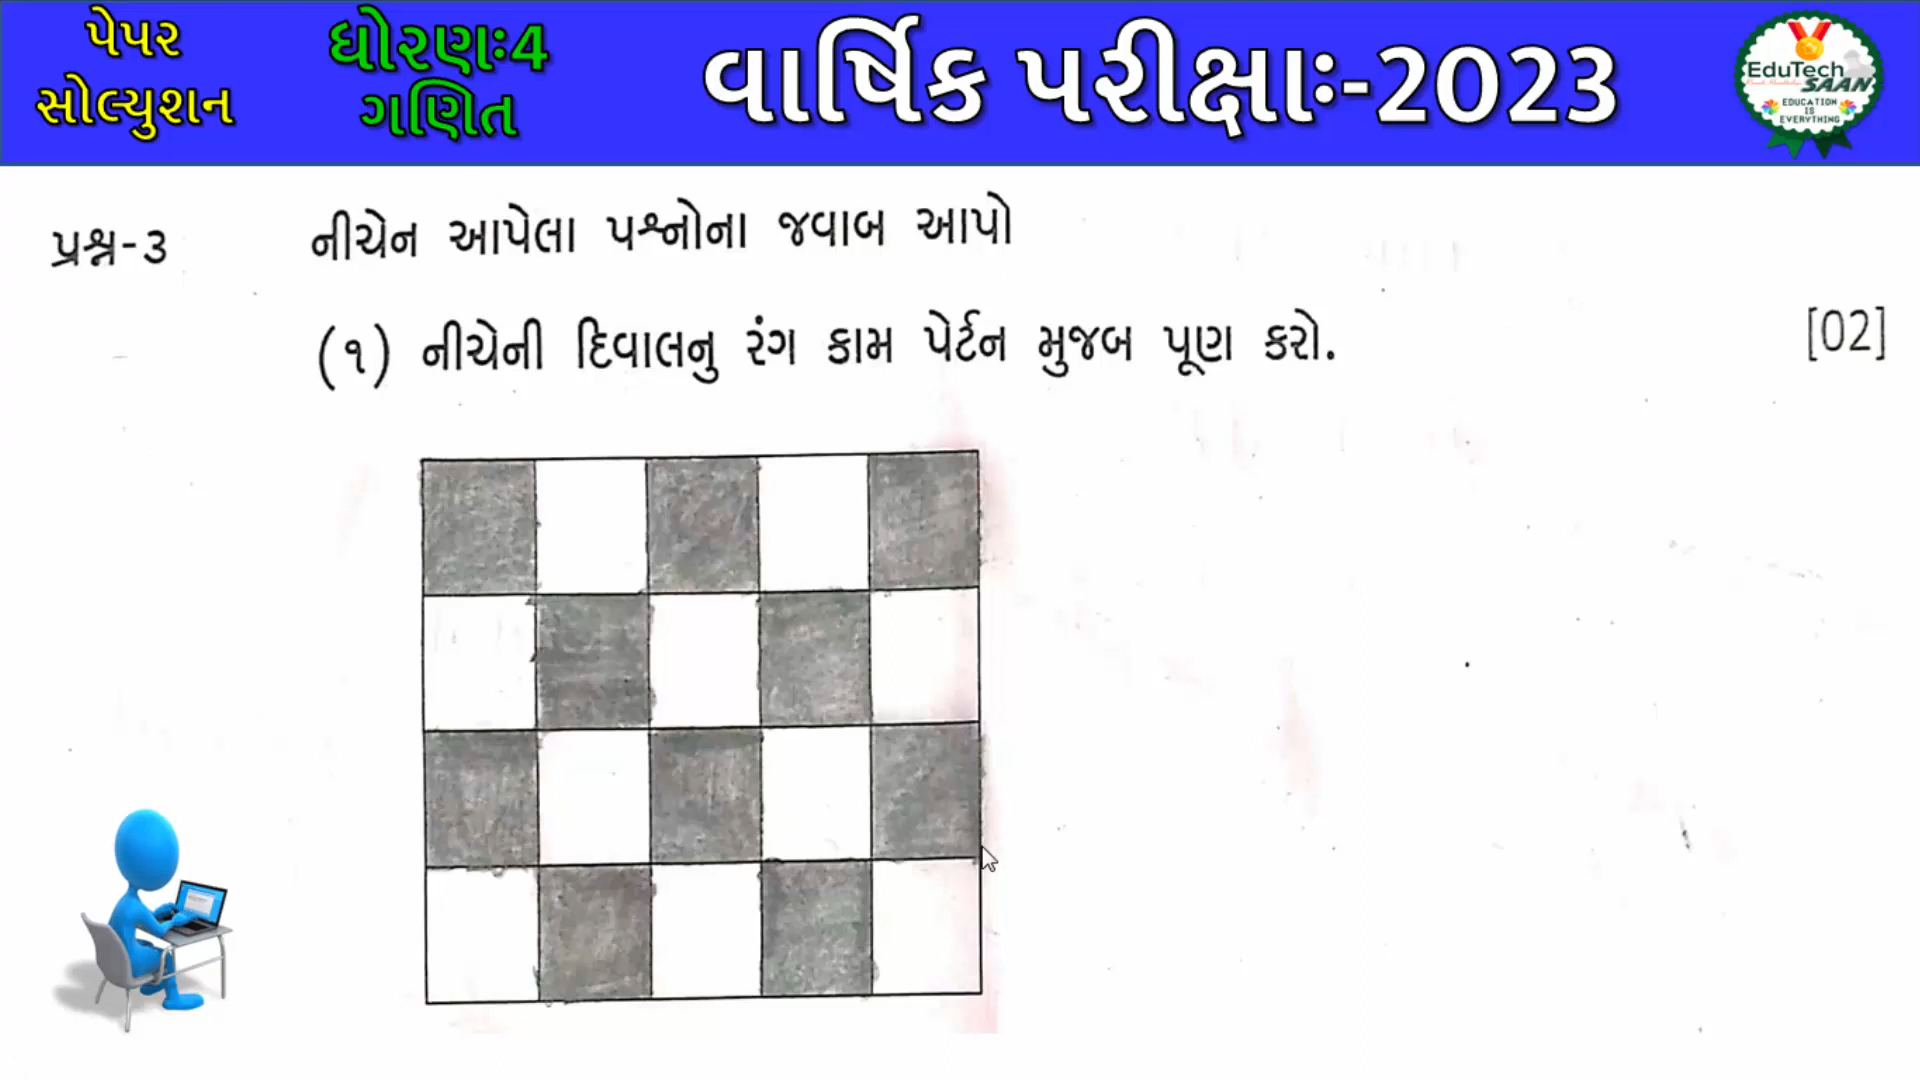 પેપર
સોલ્યુશન
ધોરણઃ4
ગણિત
વાર્ષિક પરીક્ષાઃ-2023
EduTech
SAAN
EDUCATION
IS
EVERYTHING
પ્રશ્ન-૩ નીચેન આપેલા પશ્નોના જવાબ આપો
(૧) નીચેની દિવાલનુ રંગ કામ પેર્ટન મુજબ પૂણ કરો. [02]